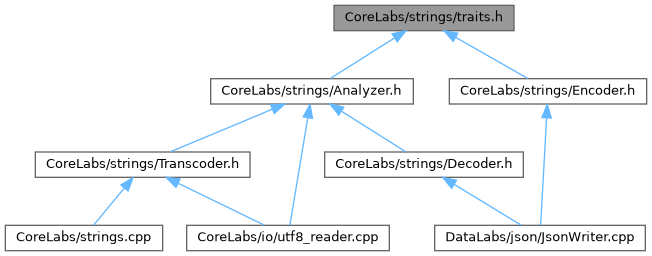 CoreLabs/strings/traits.h
CoreLabs/strings/Analyzer.h
CoreLabs/strings/Encoder.h
CoreLabs/strings/Transcoder.h
CoreLabs/strings/Decoder.h
CoreLabs/strings.cpp
CoreLabs/io/utf8_reader.cpp
DataLabs/json/JsonWriter.cpp